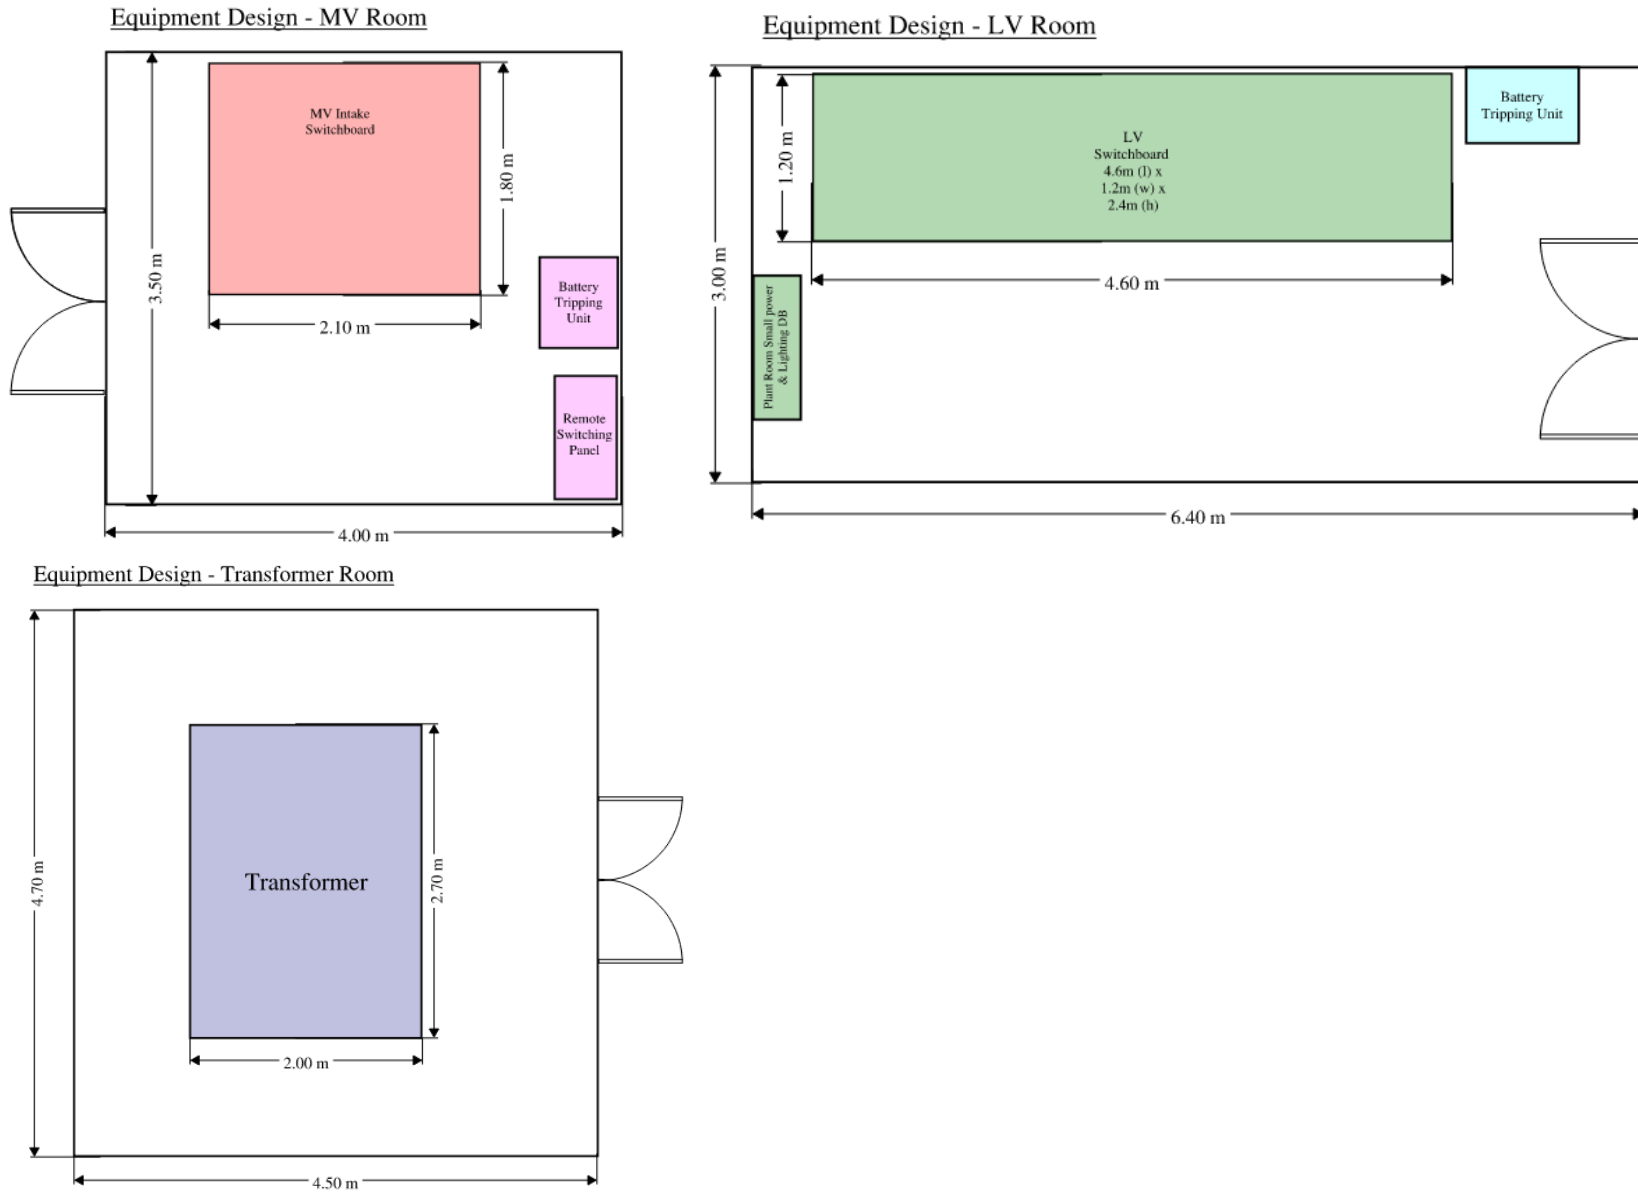 Equipment Design - MV Room
MV Intake
Switchboard
1.80 m
3.50 m
2.10 m
Battery
Tripping
Unit
Remote
Switching
Panel
4.00 m
Equipment Design - LV Room
1.20 m
LV
Switchboard
4.6m (l) x
1.2m (w) x
2.4m (h)
Battery
Tripping Unit
3.00 m
4.60 m
Plant Room Small power
& Lighting DB
6.40 m
Equipment Design - Transformer Room
4.70 m
Transformer
2.70 m
2.00 m
4.50 m